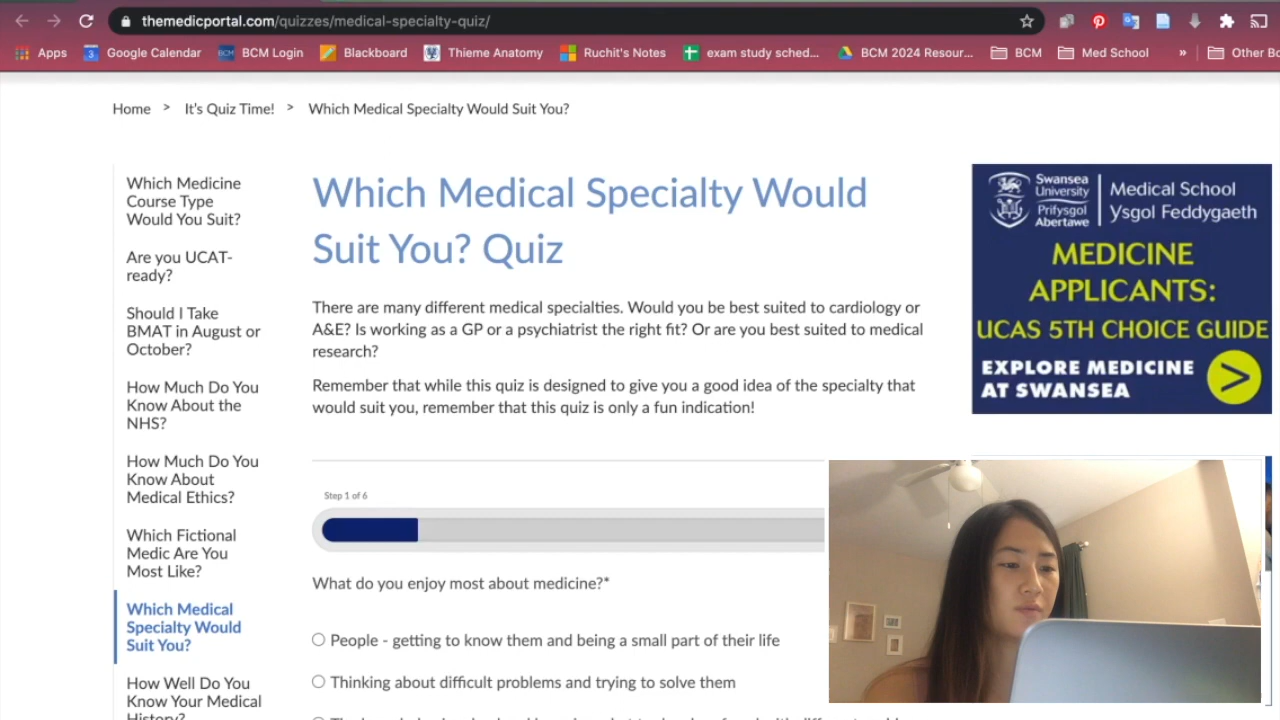 themedicportal.com/quizzes/medical-specialty-quiz/
Apps
Google Calendar
BCM Login
Blackboard
Thieme Anatomy
Ruchit's Notes
exam study sched...
BCM 2024 Resour...
BCM
Med School
»
Other Bo
Home > It's Quiz Time! > Which Medical Specialty Would Suit You?
Which Medicine
Course Type
Would You Suit?
Are you UCAT-
ready?
Should I Take
BMAT in August or
October?
How Much Do You
Know About the
NHS?
How Much Do You
Know About
Medical Ethics?
Which Fictional
Medic Are You
Most Like?
Which Medical
Specialty Would
Suit You?
How Well Do You
Know Your Medical
History?
Which Medical Specialty Would
Suit You? Quiz
There are many different medical specialties. Would you be best suited to cardiology or
A&E? Is working as a GP or a psychiatrist the right fit? Or are you best suited to medical
research?
Remember that while this quiz is designed to give you a good idea of the specialty that
would suit you, remember that this quiz is only a fun indication!
Step 1 of 6
What do you enjoy most about medicine?*
People - getting to know them and being a small part of their life
Thinking about difficult problems and trying to solve them
Swansea
University
Prifysgol
Abertawe
Medical School
Ysgol Feddygaeth
MEDICINE
APPLICANTS:
UCAS 5TH CHOICE GUIDE
EXPLORE MEDICINE
AT SWANSEA